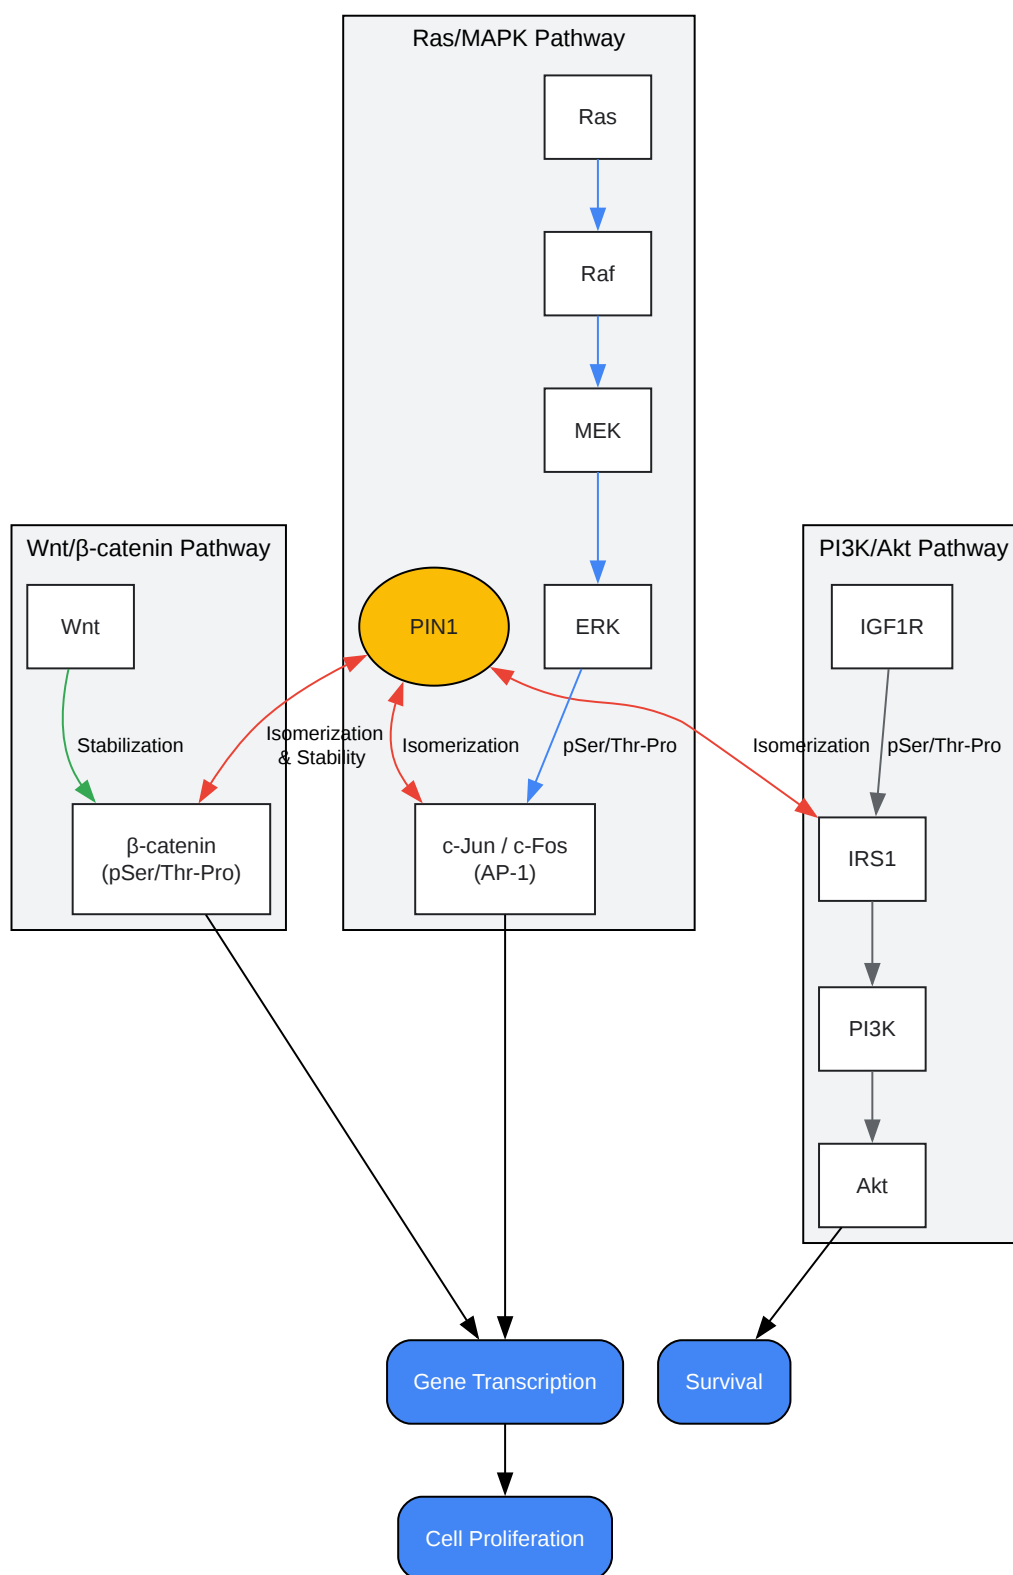 Ras/MAPK Pathway
Ras
Raf
MEK
Wnt/β-catenin Pathway
PI3K/Akt Pathway
Wnt
PIN1
ERK
IGF1R
Stabilization
Isomerization
& Stability
Isomerization
pSer/Thr-Pro
Isomerization
pSer/Thr-Pro
β-catenin
(pSer/Thr-Pro)
c-Jun / c-Fos
(AP-1)
IRS1
PI3K
Akt
Gene Transcription
Survival
Cell Proliferation